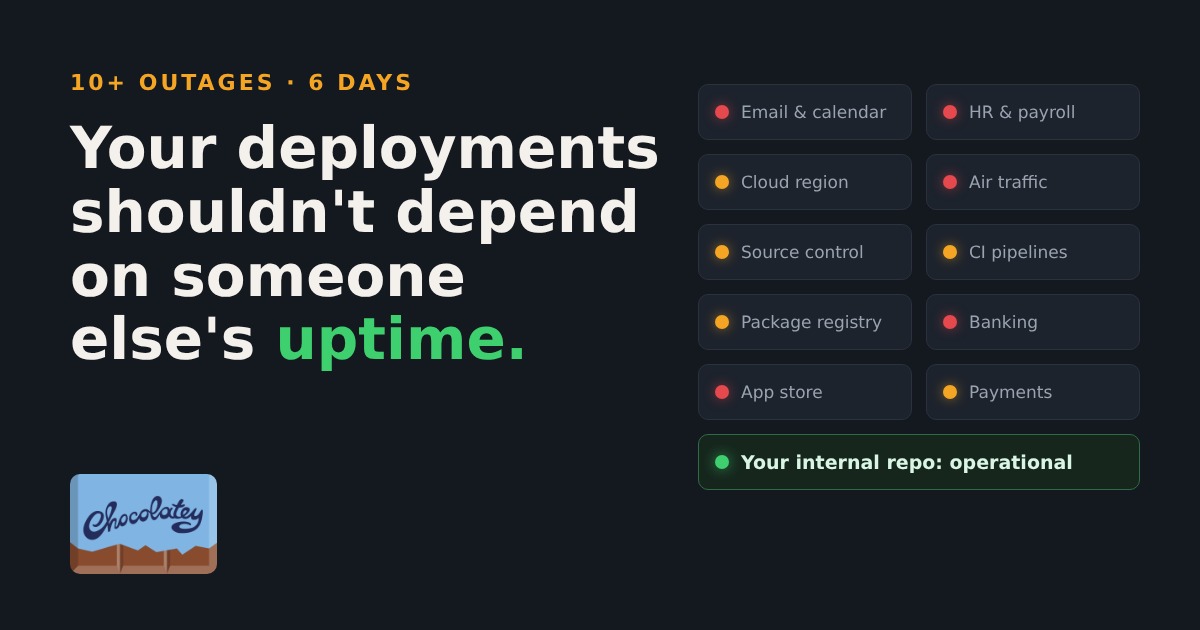 10+ OUTAGES · 6 DAYS
Your deployments
shouldn't depend
on someone
else's uptime.
Chocolatey
Email & calendar
HR & payroll
Cloud region
Air traffic
Source control
CI pipelines
Package registry
Banking
App store
Payments
Your internal repo: operational